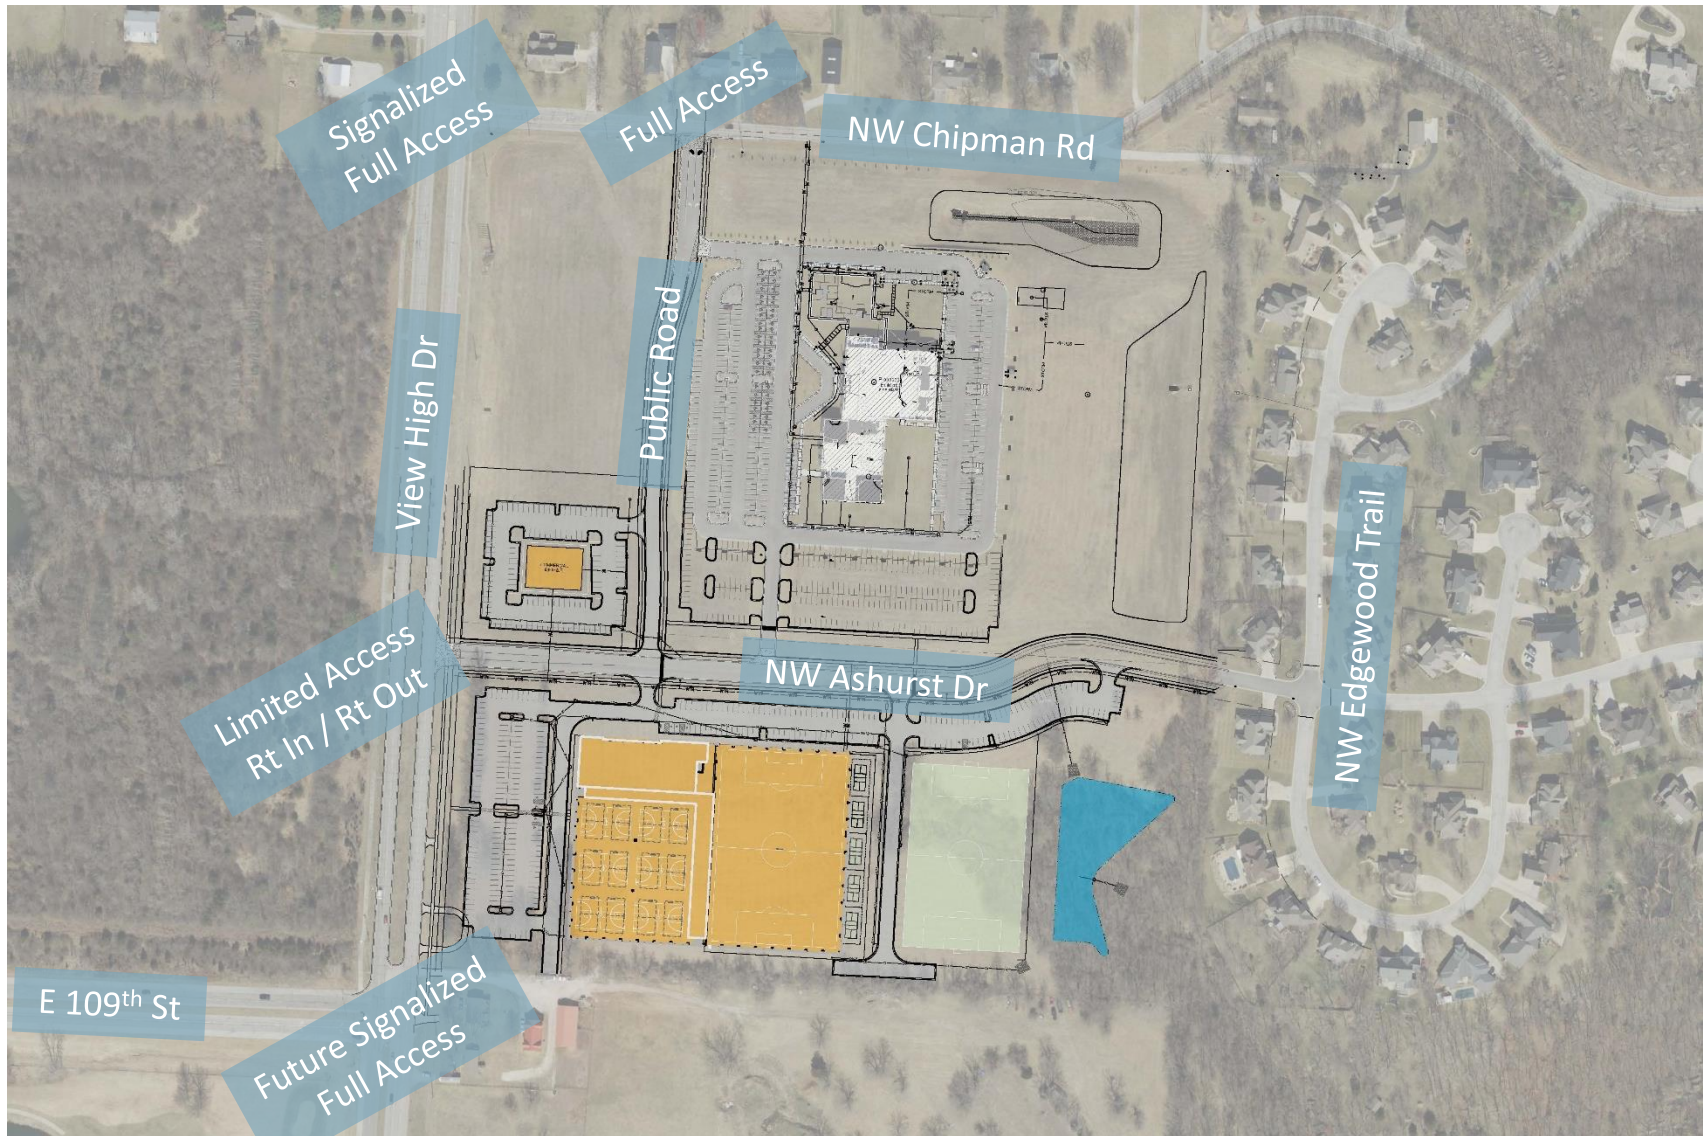 Signalized
Full Access
Full Access
NW Chipman Rd
Public Road
View High Dr
NW Edgewood Trail
Limited Access
Rt In / Rt Out
NW Ashurst Dr
E 109th St
Future Signalized
Full Access